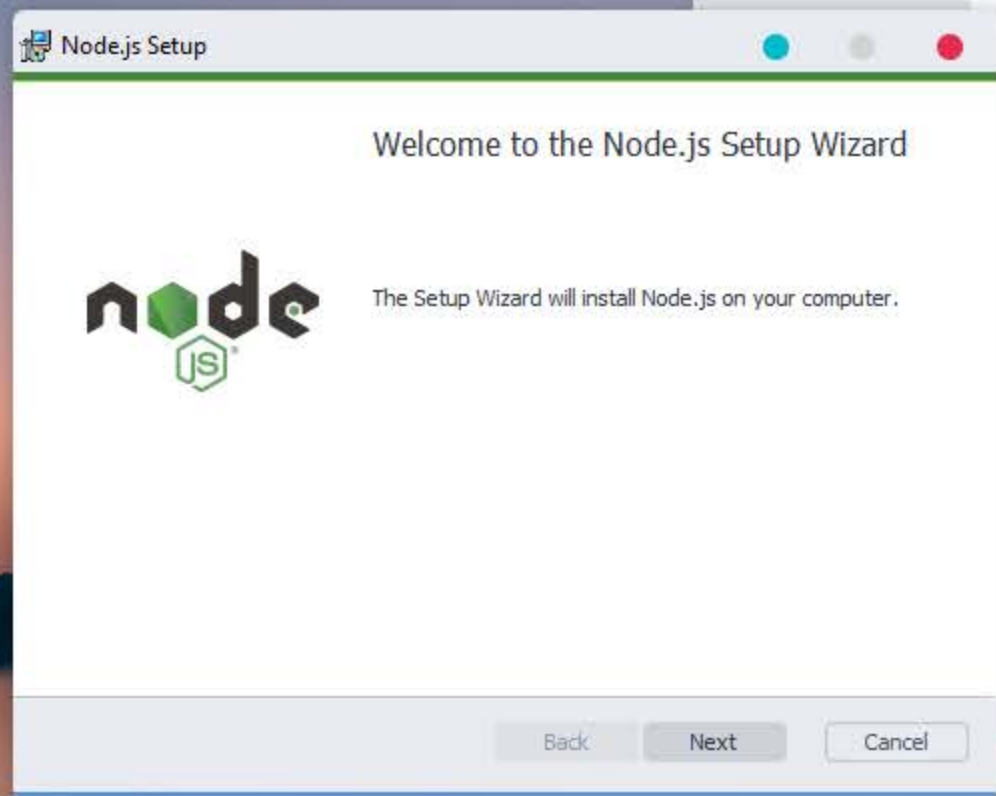 Node.js Setup
Welcome to the Node.js Setup Wizard
The Setup Wizard will install Node.js on your computer.
node
JS®
Back
Next
Cancel